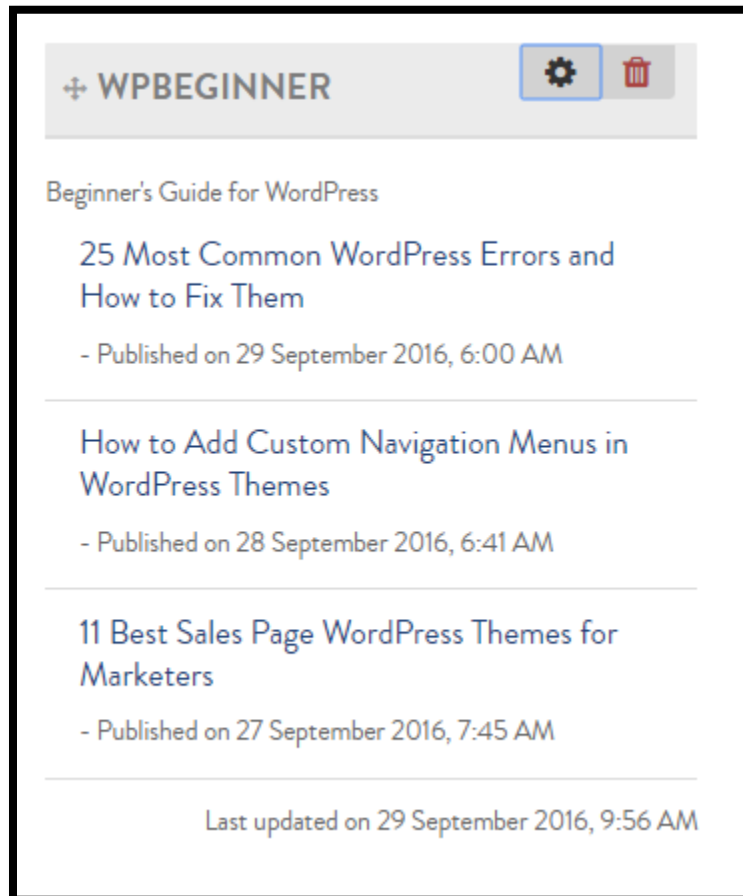 WPBEGINNER
Beginner's Guide for WordPress
25 Most Common WordPress Errors and
How to Fix Them
- Published on 29 September 2016, 6:00 AM
How to Add Custom Navigation Menus in
WordPress Themes
- Published on 28 September 2016, 6:41 AM
11 Best Sales Page WordPress Themes for
Marketers
- Published on 27 September 2016, 7:45 AM
Last updated on 29 September 2016, 9:56 AM